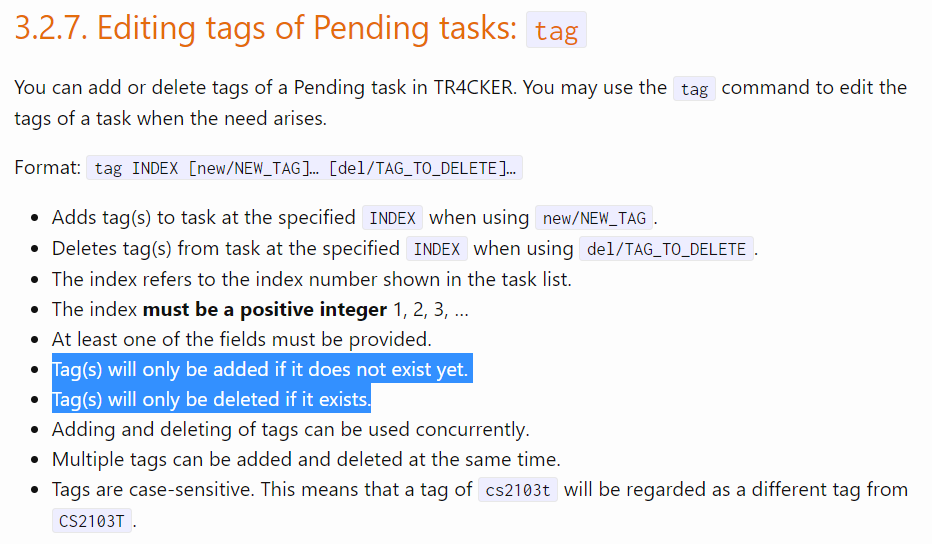 3.2.7. Editing tags of Pending tasks: tag
You can add or delete tags of a Pending task in TR4CKER. You may use the tag command to edit the
tags of a task when the need arises.
Format: tag INDEX [new/NEW_TAG]… [del/TAG_TO_DELETE]…
• Adds tag(s) to task at the specified INDEX when using new/NEW_TAG.
• Deletes tag(s) from task at the specified INDEX when using del/TAG_TO_DELETE.
• The index refers to the index number shown in the task list.
• The index must be a positive integer 1, 2, 3, …
• At least one of the fields must be provided.
• Tag(s) will only be added if it does not exist yet.
• Tag(s) will only be deleted if it exists.
• Adding and deleting of tags can be used concurrently.
• Multiple tags can be added and deleted at the same time.
• Tags are case-sensitive. This means that a tag of cs2103t will be regarded as a different tag from
CS2103T.